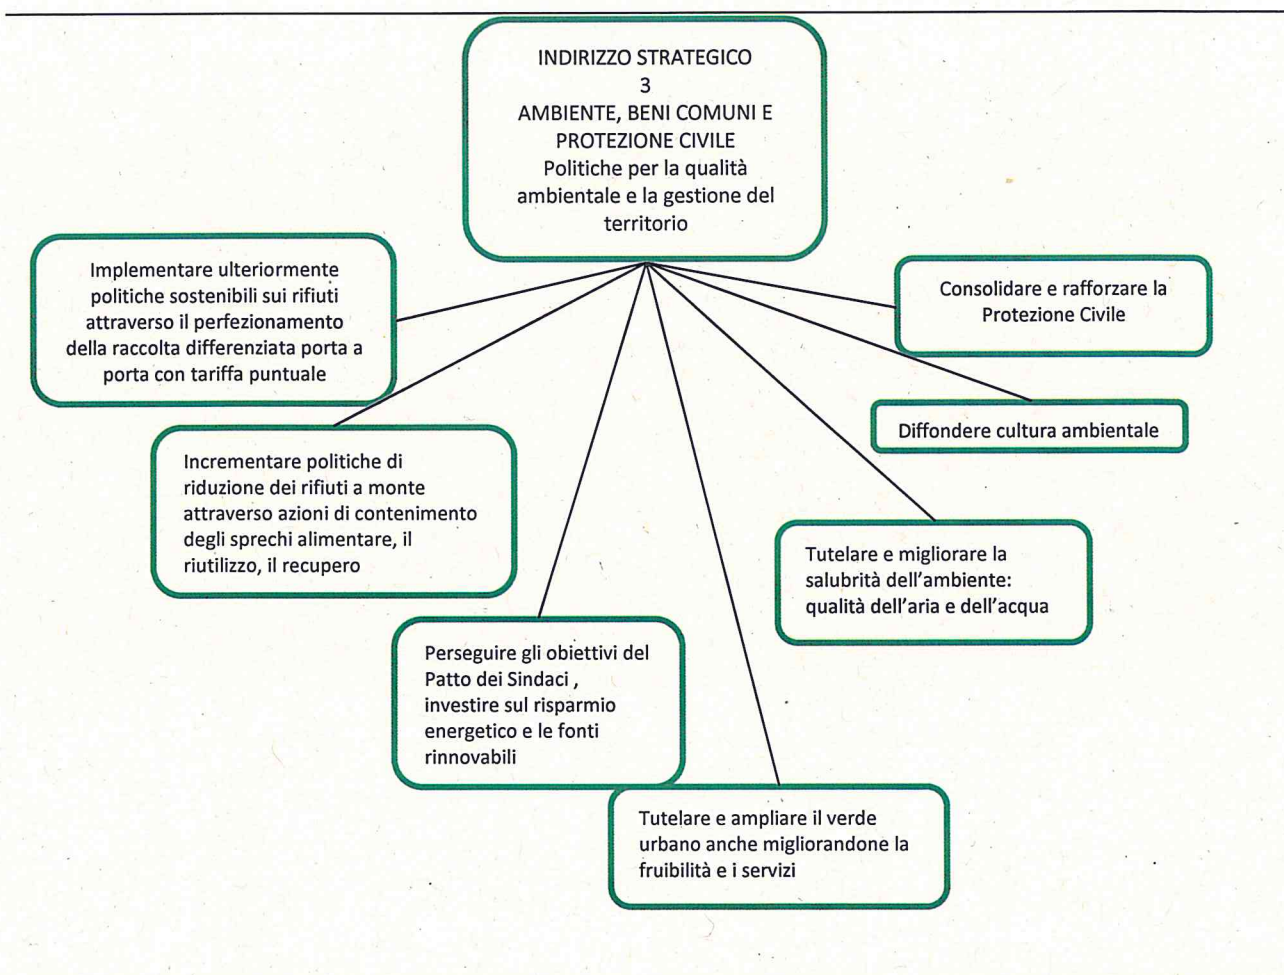 INDIRIZZO STRATEGICO
3
AMBIENTE, BENI COMUNI E
PROTEZIONE CIVILE
Politiche per la qualità
ambientale e la gestione del
territorio
Implementare ulteriormente
politiche sostenibili sui rifiuti
attraverso il perfezionamento
della raccolta differenziata porta a
porta con tariffa puntuale
Consolidare e rafforzare la
Protezione Civile
Diffondere cultura ambientale
Incrementare politiche di
riduzione dei rifiuti a monte
attraverso azioni di contenimento
degli sprechi alimentare, il
riutilizzo, il recupero
Tutelare e migliorare la
salubrità dell'ambiente:
qualità dell'aria e dell'acqua
Perseguire gli obiettivi del
Patto dei Sindaci ,
investire sul risparmio
energetico e le fonti
rinnovabili
Tutelare e ampliare il verde
urbano anche migliorandone la
fruibilità e i servizi